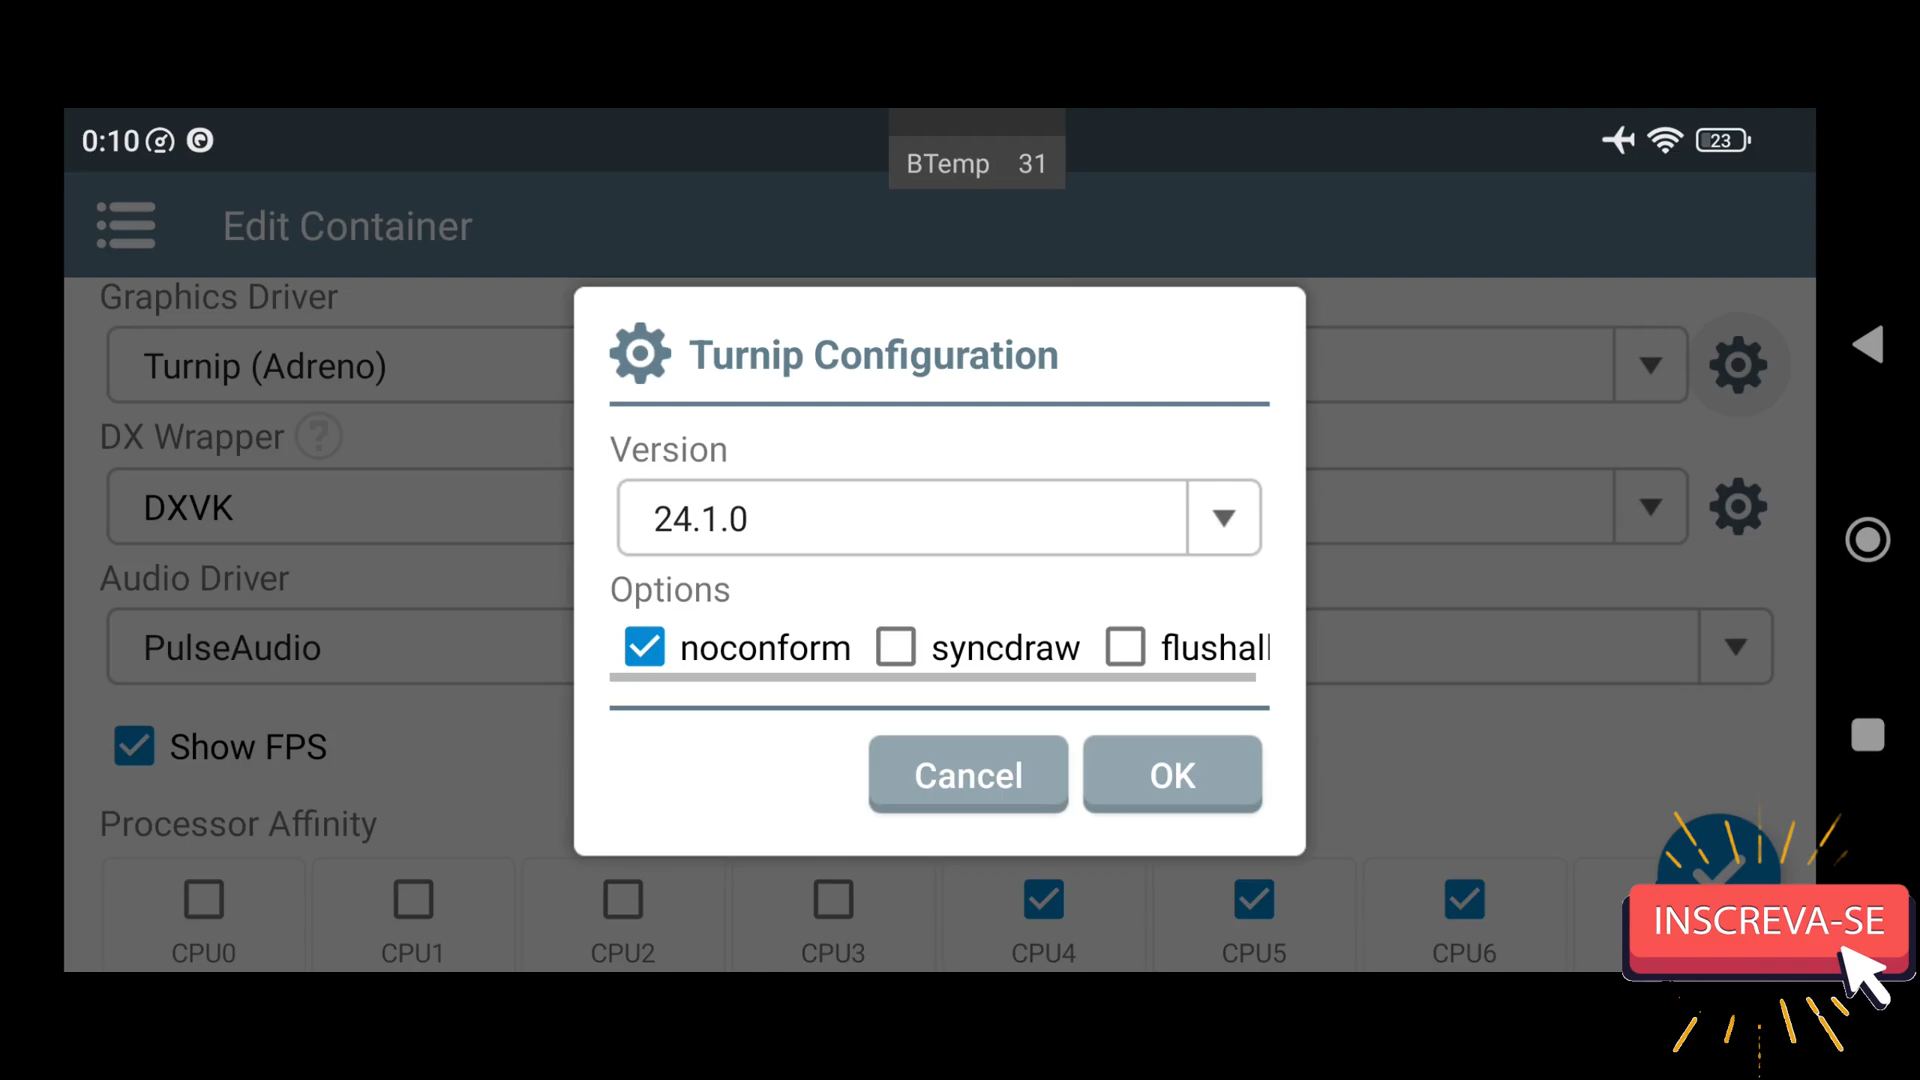 0:10
BTemp 31
23
Edit Container
Graphics Driver
Turnip (Adreno)
DX Wrapper ?
DXVK
Audio Driver
PulseAudio
Show FPS
Processor Affinity
CPU0 CPU1 CPU2 CPU3 CPU4 CPU5 CPU6
Turnip Configuration
Version
24.1.0
Options
noconform syncdraw flushall
Cancel OK
INSCREVA-SE